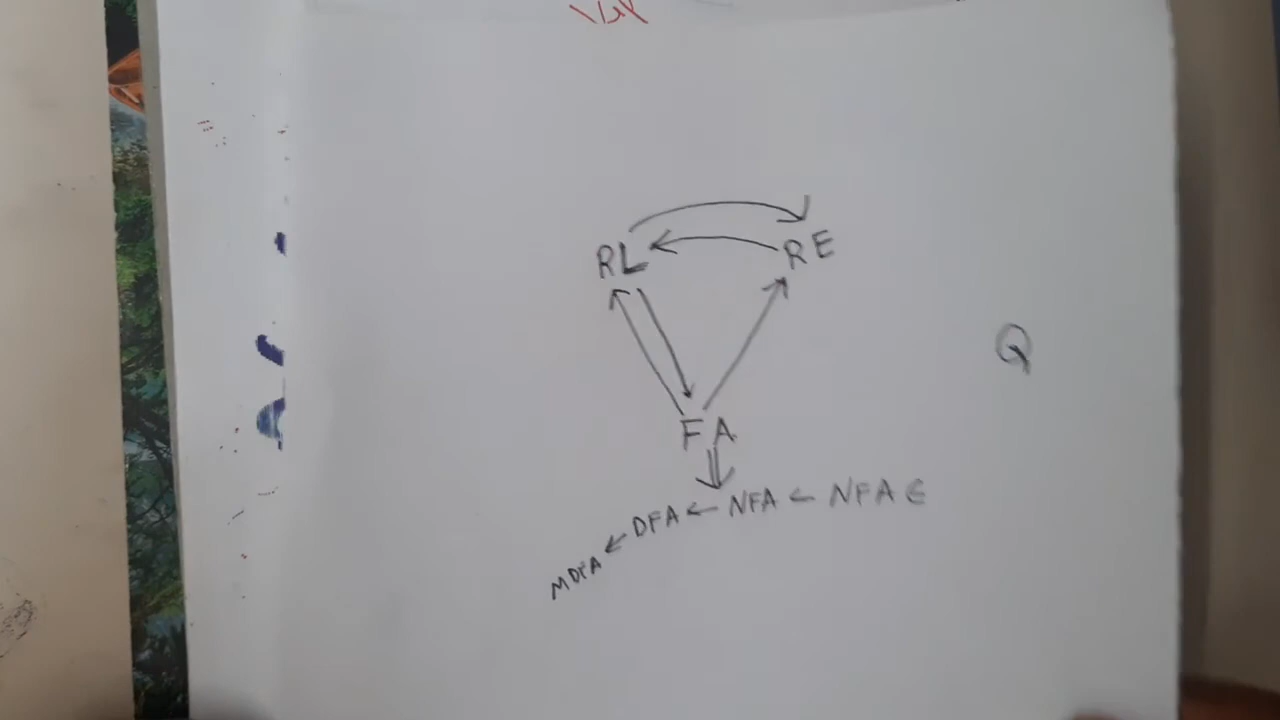 RL RE
Q
FA
DFA ← NFA ← NFA ∈
MDFA